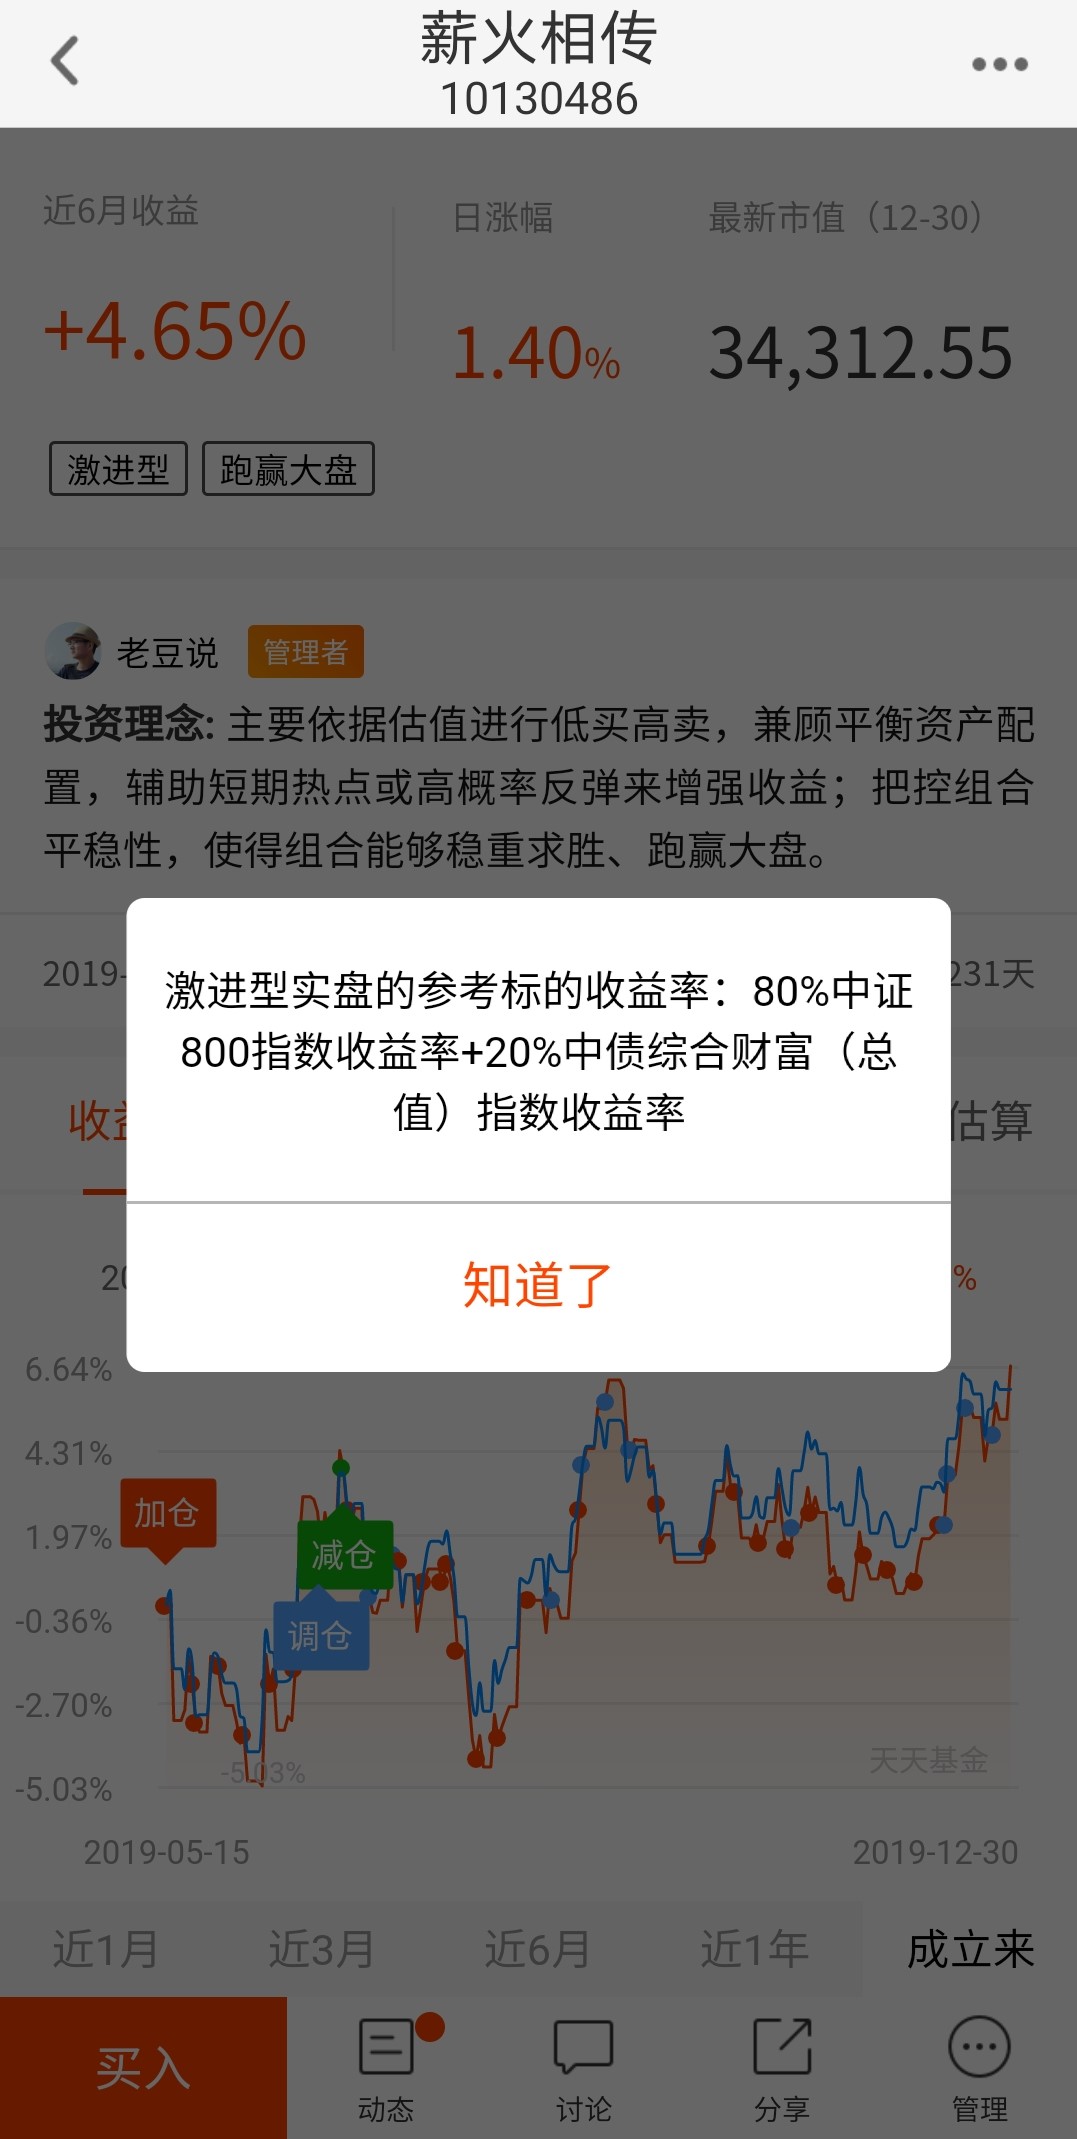 薪火相传
10130486
近6月收益
日涨幅
最新市值（12-30）
+4.65%
1.40%
34,312.55
激进型
跑赢大盘
老豆说
管理者
投资理念: 主要依据估值进行低买高卖，兼顾平衡资产配
置，辅助短期热点或高概率反弹来增强收益；把控组合
平稳性，使得组合能够稳重求胜、跑赢大盘。
2019-
231天
激进型实盘的参考标的收益率：80%中证
800指数收益率+20%中债综合财富（总
值）指数收益率
知道了
收益
估算
20
%
6.64%
4.31%
1.97%
-0.36%
-2.70%
-5.03%
加仓
减仓
调仓
-5.03%
天天基金
2019-05-15
2019-12-30
近1月
近3月
近6月
近1年
成立来
买入
动态
讨论
分享
管理